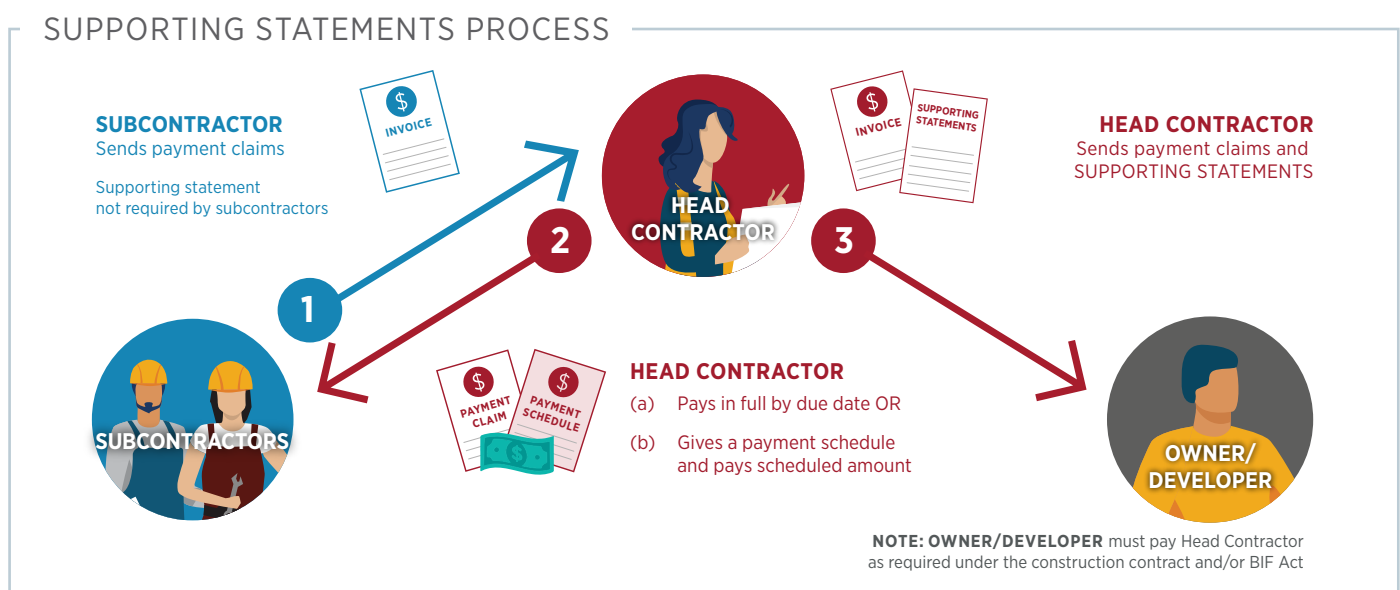 SUPPORTING STATEMENTS PROCESS
SUBCONTRACTOR
Sends payment claims
Supporting statement
not required by subcontractors
$
INVOICE
HEAD
CONTRACTOR
$
INVOICE
SUPPORTING
STATEMENTS
HEAD CONTRACTOR
Sends payment claims and
SUPPORTING STATEMENTS
1
2
3
SUBCONTRACTORS
$
PAYMENT
CLAIM
$
PAYMENT
SCHEDULE
$
HEAD CONTRACTOR
(a) Pays in full by due date OR
(b) Gives a payment schedule
and pays scheduled amount
OWNER/
DEVELOPER
NOTE: OWNER/DEVELOPER must pay Head Contractor
as required under the construction contract and/or BIF Act